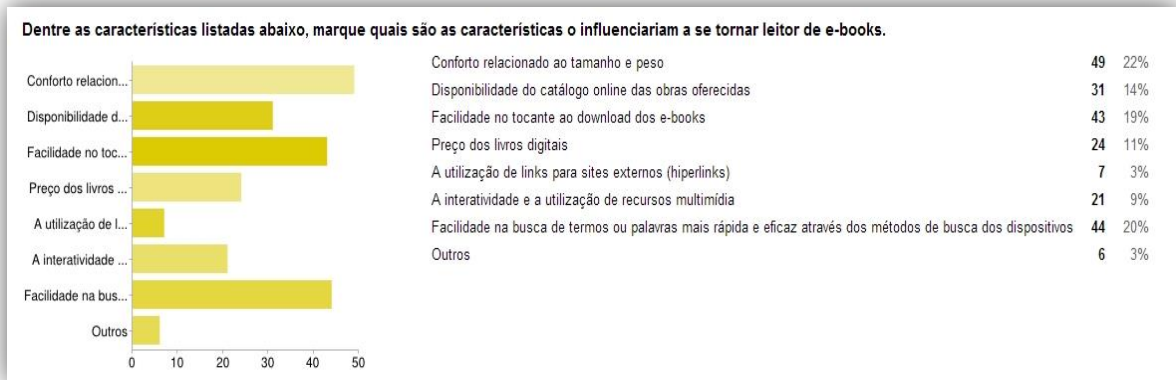 Dentre as características listadas abaixo, marque quais são as características o influenciariam a se tornar leitor de e-books.
Conforto relacion...
Disponibilidade d...
Facilidade no toc...
Preço dos livros ...
A utilização de l...
A interatividade ...
Facilidade na bus...
Outros
0 10 20 30 40 50
Conforto relacionado ao tamanho e peso 49 22%
Disponibilidade do catálogo online das obras oferecidas 31 14%
Facilidade no tocante ao download dos e-books 43 19%
Preço dos livros digitais 24 11%
A utilização de links para sites externos (hiperlinks) 7 3%
A interatividade e a utilização de recursos multimídia 21 9%
Facilidade na busca de termos ou palavras mais rápida e eficaz através dos métodos de busca dos dispositivos 44 20%
Outros 6 3%